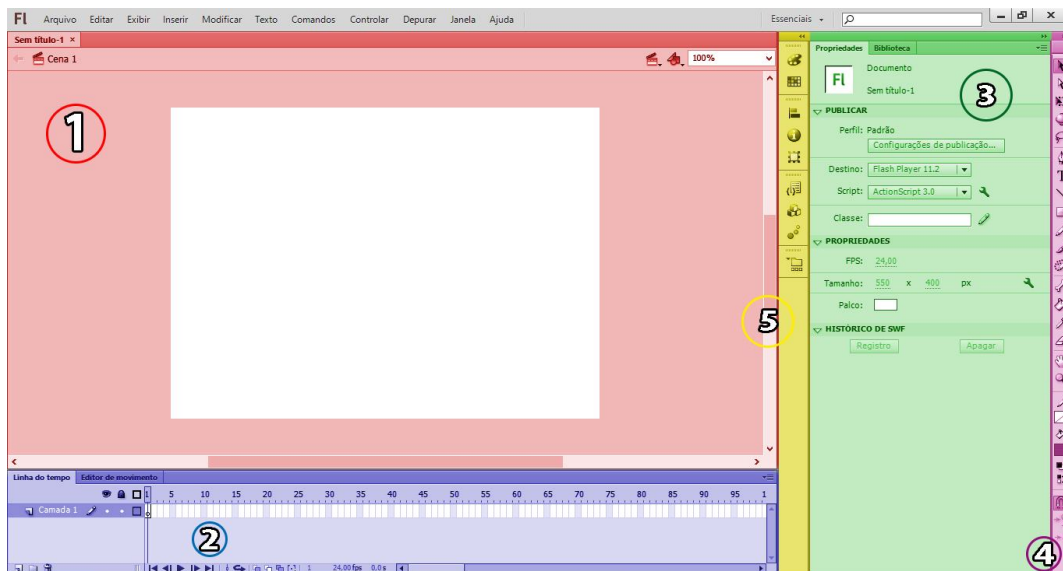 Fl Arquivo Editar Exibir Inserir Modificar Texto Comandos Controlar Depurar Janela Ajuda Essenciais
Sem título-1 ×
Cena 1 100%
1
Linha do tempo Editor de movimento
1 5 10 15 20 25 30 35 40 45 50 55 60 65 70 75 80 85 90 95 1
Camada 1
2
1 24,00 fps 0,0 s
5
Propriedades Biblioteca
Fl
Documento
Sem título-1
3
PUBLICAR
Perfil: Padrão
Configurações de publicação...
Destino: Flash Player 11.2
Script: ActionScript 3.0
Classe:
PROPRIEDADES
FPS: 24,00
Tamanho: 550 x 400 px
Palco:
HISTÓRICO DE SWF
Registro Apagar
T
4